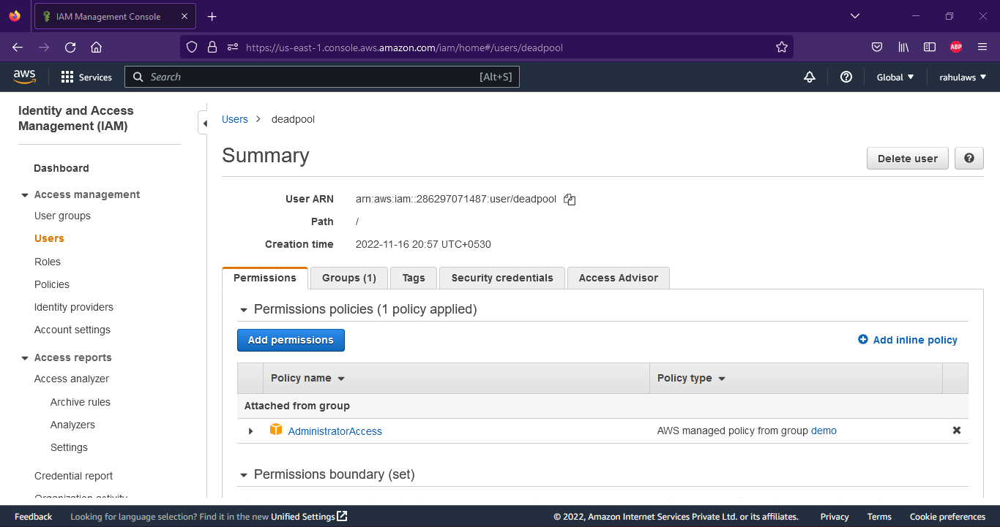 IAM Management Console
https://us-east-1.console.aws.amazon.com/iam/home#/users/deadpool
ABP
aws
Services
Search
[Alt+S]
Global
rahulaws
Identity and Access
Management (IAM)
Dashboard
Access management
User groups
Users
Roles
Policies
Identity providers
Account settings
Access reports
Access analyzer
Archive rules
Analyzers
Settings
Credential report
Organization activity
Users > deadpool
Summary
Delete user
User ARN arn:aws:iam::286297071487:user/deadpool
Path /
Creation time 2022-11-16 20:57 UTC+0530
Permissions Groups (1) Tags Security credentials Access Advisor
Permissions policies (1 policy applied)
Add permissions Add inline policy
Policy name Policy type
Attached from group
AdministratorAccess AWS managed policy from group demo
Permissions boundary (set)
Feedback Looking for language selection? Find it in the new Unified Settings © 2022, Amazon Internet Services Private Ltd. or its affiliates. Privacy Terms Cookie preferences